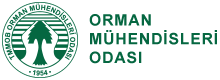 TMMOB ORMAN MÜHENDİSLERİ ODASI
• 1954 •
ORMAN
MÜHENDİSLERİ
ODASI